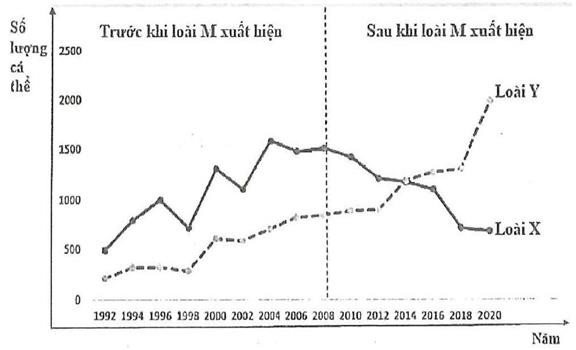 Số
lượng
cá
thể
Trước khi loài M xuất hiện
Sau khi loài M xuất hiện
2500
2000
1500
1000
500
0
Loài Y
Loài X
1992 1994 1996 1998 2000 2002 2004 2006 2008 2010 2012 2014 2016 2018 2020
Năm